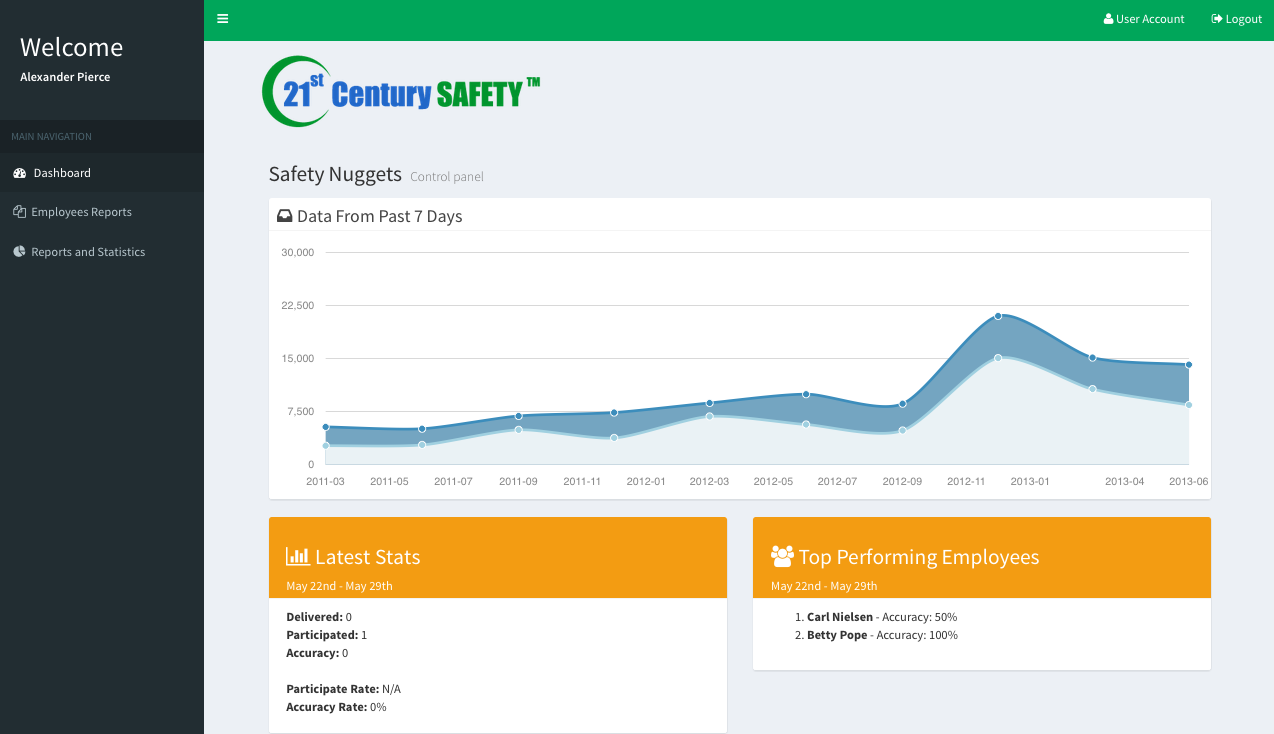 Welcome
Alexander Pierce
MAIN NAVIGATION
Dashboard
Employees Reports
Reports and Statistics
User Account Logout
21st Century SAFETY™
Safety Nuggets Control panel
Data From Past 7 Days
30,000
22,500
15,000
7,500
0
2011-03 2011-05 2011-07 2011-09 2011-11 2012-01 2012-03 2012-05 2012-07 2012-09 2012-11 2013-01 2013-04 2013-06
Latest Stats
May 22nd - May 29th
Delivered: 0
Participated: 1
Accuracy: 0
Participate Rate: N/A
Accuracy Rate: 0%
Top Performing Employees
May 22nd - May 29th
1. Carl Nielsen - Accuracy: 50%
2. Betty Pope - Accuracy: 100%